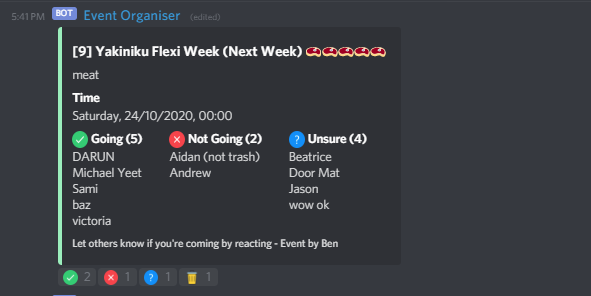 5:41 PM BOT Event Organiser (edited)
[9] Yakiniku Flexi Week (Next Week) 🥩🥩🥩🥩🥩
meat
Time
Saturday, 24/10/2020, 00:00
Going (5) Not Going (2) Unsure (4)
DARUN Aidan (not trash) Beatrice
Michael Yeet Andrew Door Mat
Sami Jason
baz wow ok
victoria
Let others know if you're coming by reacting - Event by Ben
2 1 1 1